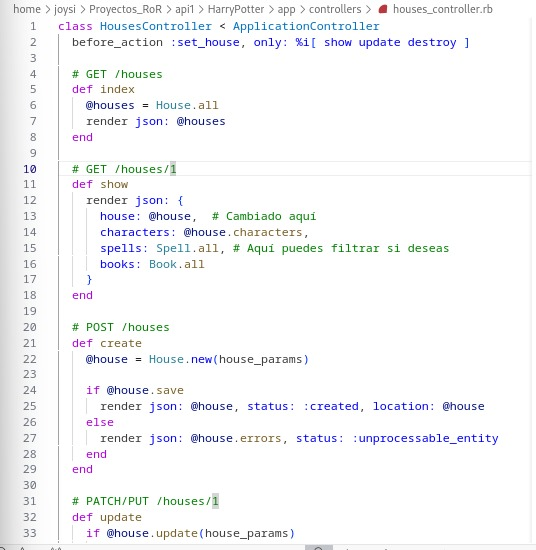 home > joysi > Proyectos_RoR > api1 > HarryPotter > app > controllers > houses_controller.rb
1 class HousesController < ApplicationController
2   before_action :set_house, only: %i[ show update destroy ]
3
4   # GET /houses
5   def index
6     @houses = House.all
7     render json: @houses
8   end
9
10   # GET /houses/1
11   def show
12     render json: {
13       house: @house,  # Cambiado aquí
14       characters: @house.characters,
15       spells: Spell.all, # Aquí puedes filtrar si deseas
16       books: Book.all
17     }
18   end
19
20   # POST /houses
21   def create
22     @house = House.new(house_params)
23
24     if @house.save
25       render json: @house, status: :created, location: @house
26     else
27       render json: @house.errors, status: :unprocessable_entity
28     end
29   end
30
31   # PATCH/PUT /houses/1
32   def update
33     if @house.update(house_params)